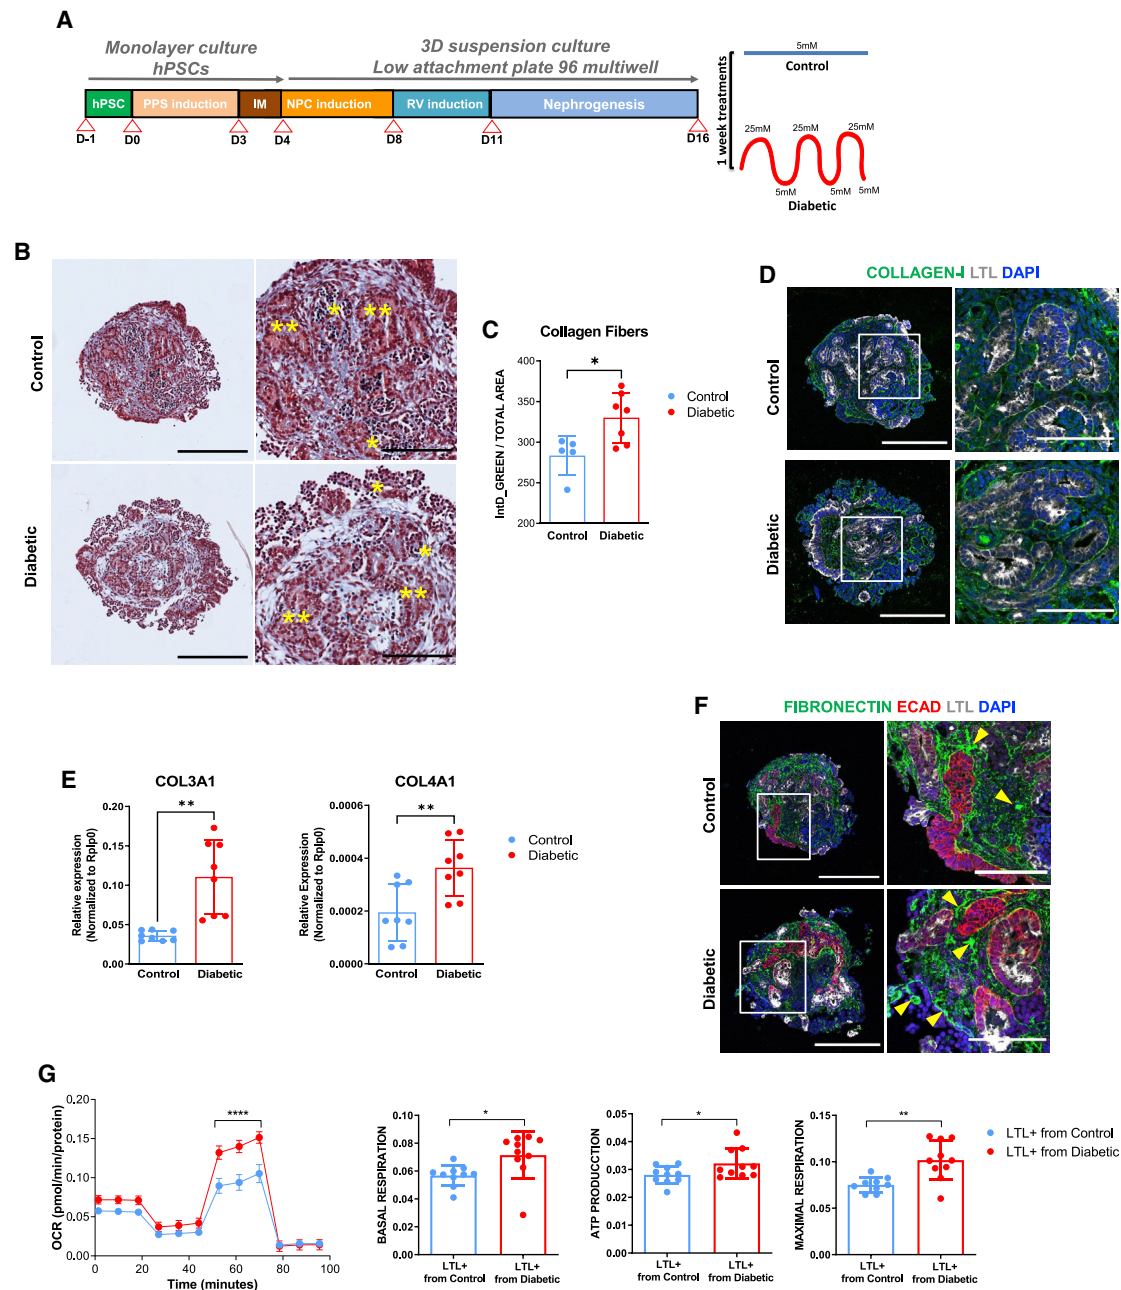 A
Monolayer culture
hPSCs
3D suspension culture
Low attachment plate 96 multiwell
hPSC
PPS induction
IM
NPC induction
RV induction
Nephrogenesis
D-1
D0
D3
D4
D8
D11
D16
1 week treatments
5mM
Control
25mM
25mM
25mM
5mM
5mM
5mM
Diabetic
B
Control
Diabetic
*
**
**
*
*
*
**
**
C
Collagen Fibers
IntD_GREEN / TOTAL AREA
400
350
300
250
200
*
Control
Diabetic
Control
Diabetic
D
COLLAGEN-I LTL DAPI
Control
Diabetic
E
COL3A1
Relative expression
(Normalized to Rplp0)
0.20
0.15
0.10
0.05
0.00
**
Control
Diabetic
COL4A1
Relative Expression
(Normalized to Rplp0)
0.0006
0.0004
0.0002
0.0000
**
Control
Diabetic
Control
Diabetic
F
FIBRONECTIN ECAD LTL DAPI
Control
Diabetic
G
OCR (pmol/min/protein)
0.20
0.15
0.10
0.05
0.00
****
0
20
40
60
80
100
Time (minutes)
BASAL RESPIRATION
0.10
0.08
0.06
0.04
0.02
0.00
*
LTL+
from Control
LTL+
from Diabetic
ATP PRODUCCTION
0.05
0.04
0.03
0.02
0.01
0.00
*
LTL+
from Control
LTL+
from Diabetic
MAXIMAL RESPIRATION
0.15
0.10
0.05
0.00
**
LTL+
from Control
LTL+
from Diabetic
LTL+ from Control
LTL+ from Diabetic